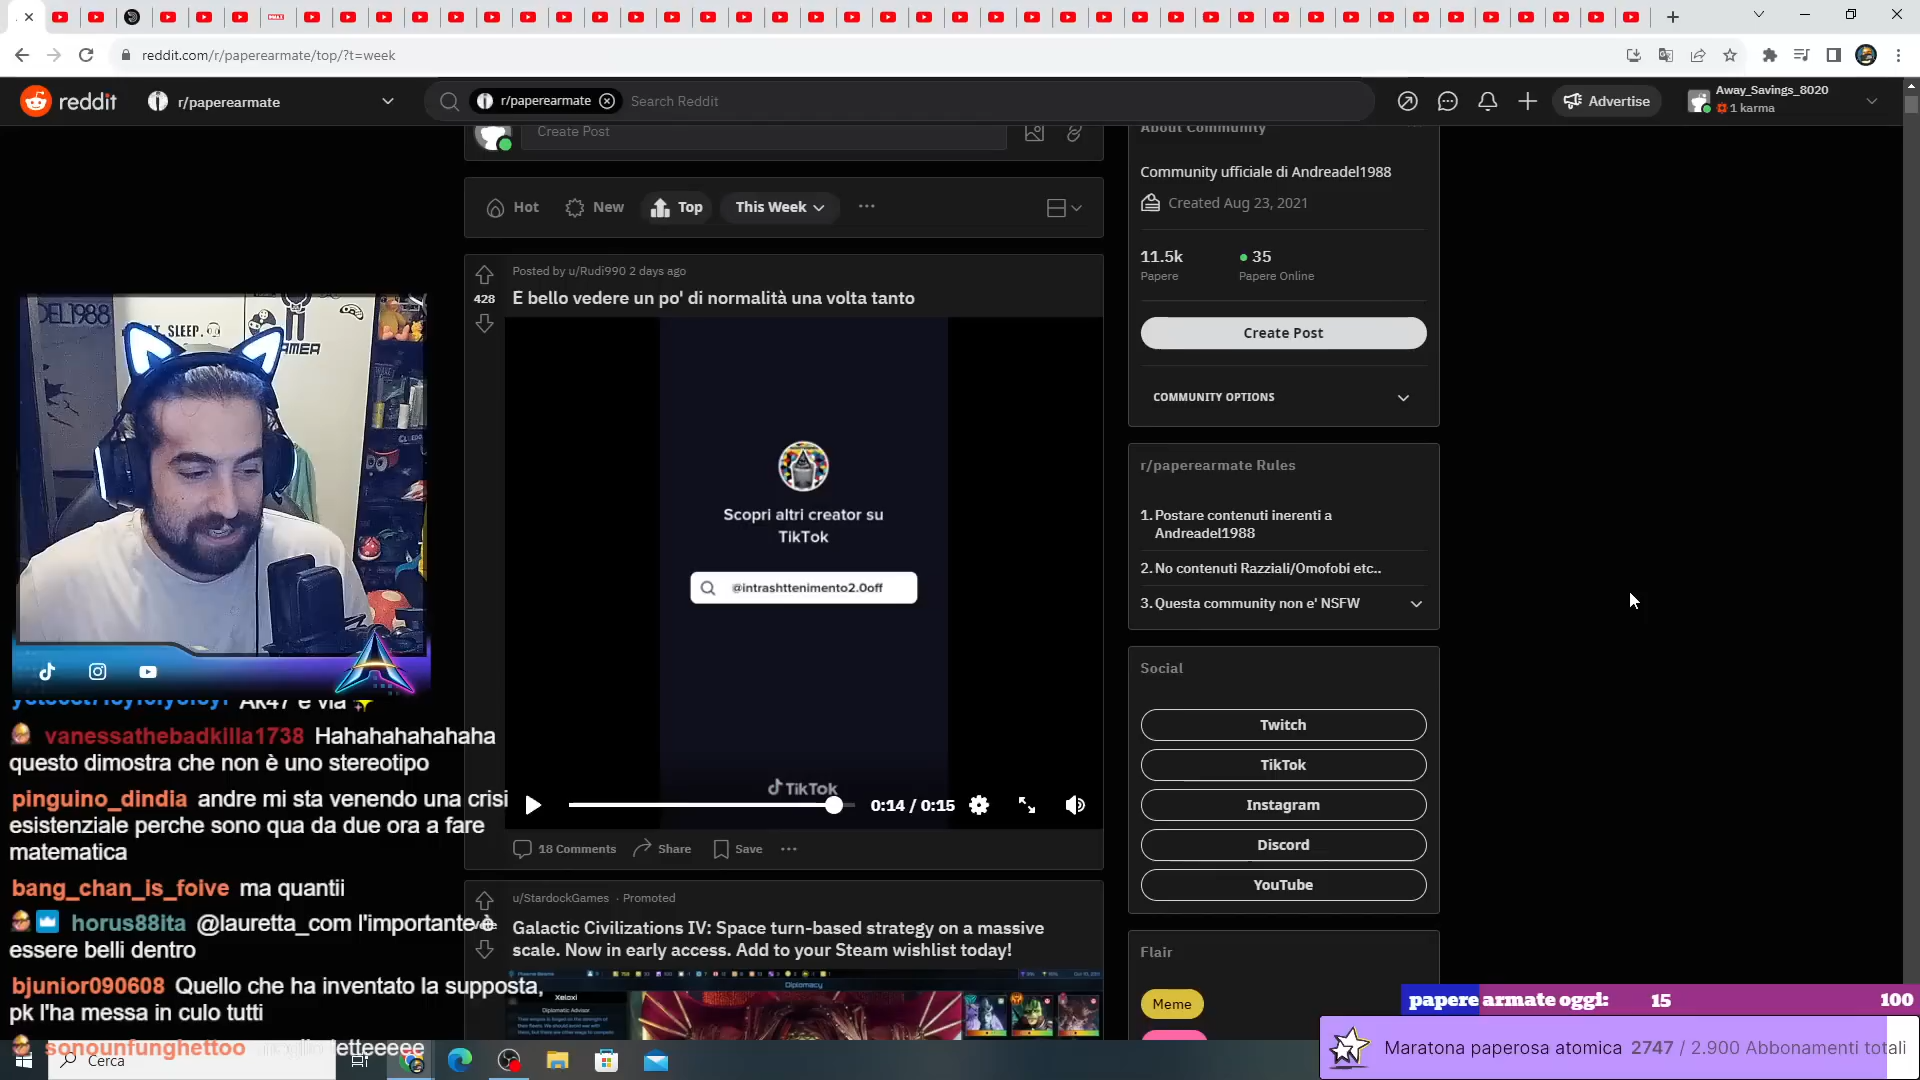 reddit.com/r/paperearmate/top/?t=week
reddit
r/paperearmate
r/paperearmate
Search Reddit
Advertise
Away_Savings_8020
1 karma
Create Post
Hot
New
Top
This Week
Posted by u/Rudi990 2 days ago
428
E bello vedere un po' di normalità una volta tanto
Scopri altri creator su
TikTok
@intrashttenimento2.0off
TikTok
0:14 / 0:15
18 Comments
Share
Save
u/StardockGames · Promoted
Galactic Civilizations IV: Space turn-based strategy on a massive
scale. Now in early access. Add to your Steam wishlist today!
Diplomacy
Xeloxi
About Community
Community ufficiale di Andreadel1988
Created Aug 23, 2021
11.5k
35
Papere
Papere Online
Create Post
COMMUNITY OPTIONS
r/paperearmate Rules
1. Postare contenuti inerenti a
Andreadel1988
2. No contenuti Razziali/Omofobi etc..
3. Questa community non e' NSFW
Social
Twitch
TikTok
Instagram
Discord
YouTube
Flair
Meme
DEL1988
SLEEP.
GAMER
Ak47 e via
vanessathebadkilla1738 Hahahahahahaha
questo dimostra che non è uno stereotipo
pinguino_dindia andre mi sta venendo una crisi
esistenziale perche sono qua da due ora a fare
matematica
bang_chan_is_foive ma quantii
horus88ita @lauretta_com l'importante è
essere belli dentro
bjunior090608 Quello che ha inventato la supposta,
pk l'ha messa in culo tutti
sonounfunghettoo
Cerca
papere armate oggi: 15 100
Maratona paperosa atomica 2747 / 2.900 Abbonamenti totali